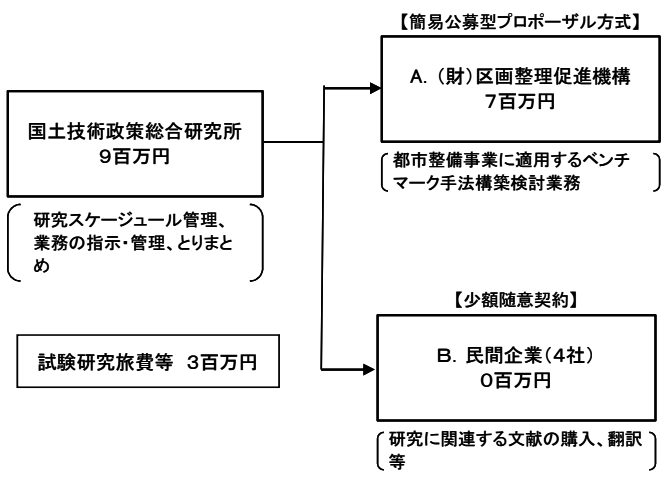 国土技術政策総合研究所
９百万円
研究スケージュール管理、
業務の指示・管理、とりまと
め
試験研究旅費等　３百万円
【簡易公募型プロポーザル方式】
Ａ．（財）区画整理促進機構
７百万円
都市整備事業に適用するベンチ
マーク手法構築検討業務
【少額随意契約】
Ｂ．民間企業（４社）
０百万円
研究に関連する文献の購入、翻訳
等